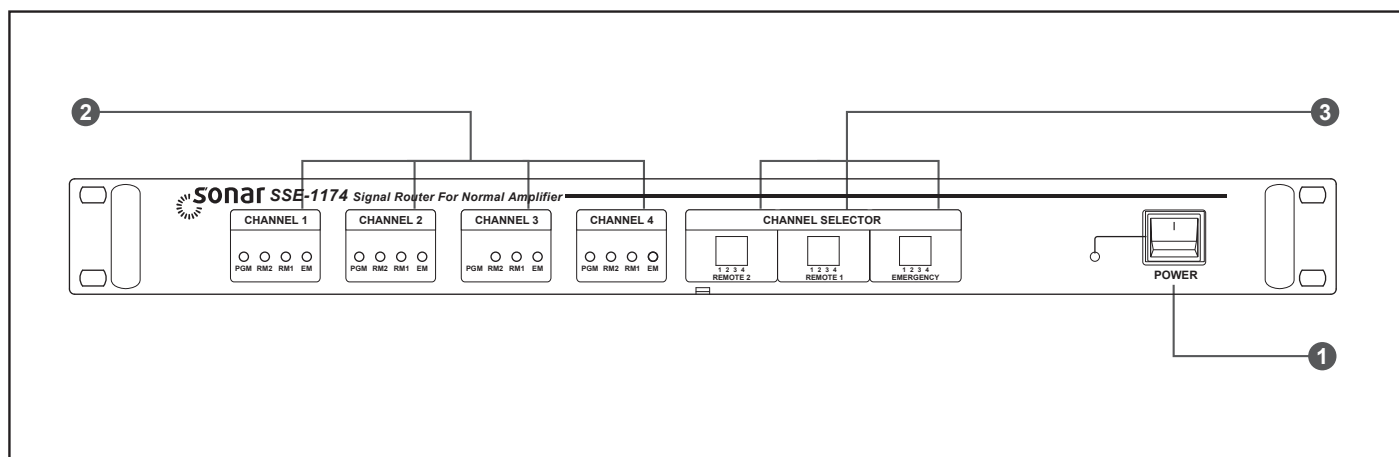 2
3
sonar SSE-1174 Signal Router For Normal Amplifier
CHANNEL 1
PGM RM2 RM1 EM
CHANNEL 2
PGM RM2 RM1 EM
CHANNEL 3
PGM RM2 RM1 EM
CHANNEL 4
PGM RM2 RM1 EM
CHANNEL SELECTOR
1 2 3 4
REMOTE 2
1 2 3 4
REMOTE 1
1 2 3 4
EMERGENCY
POWER
1